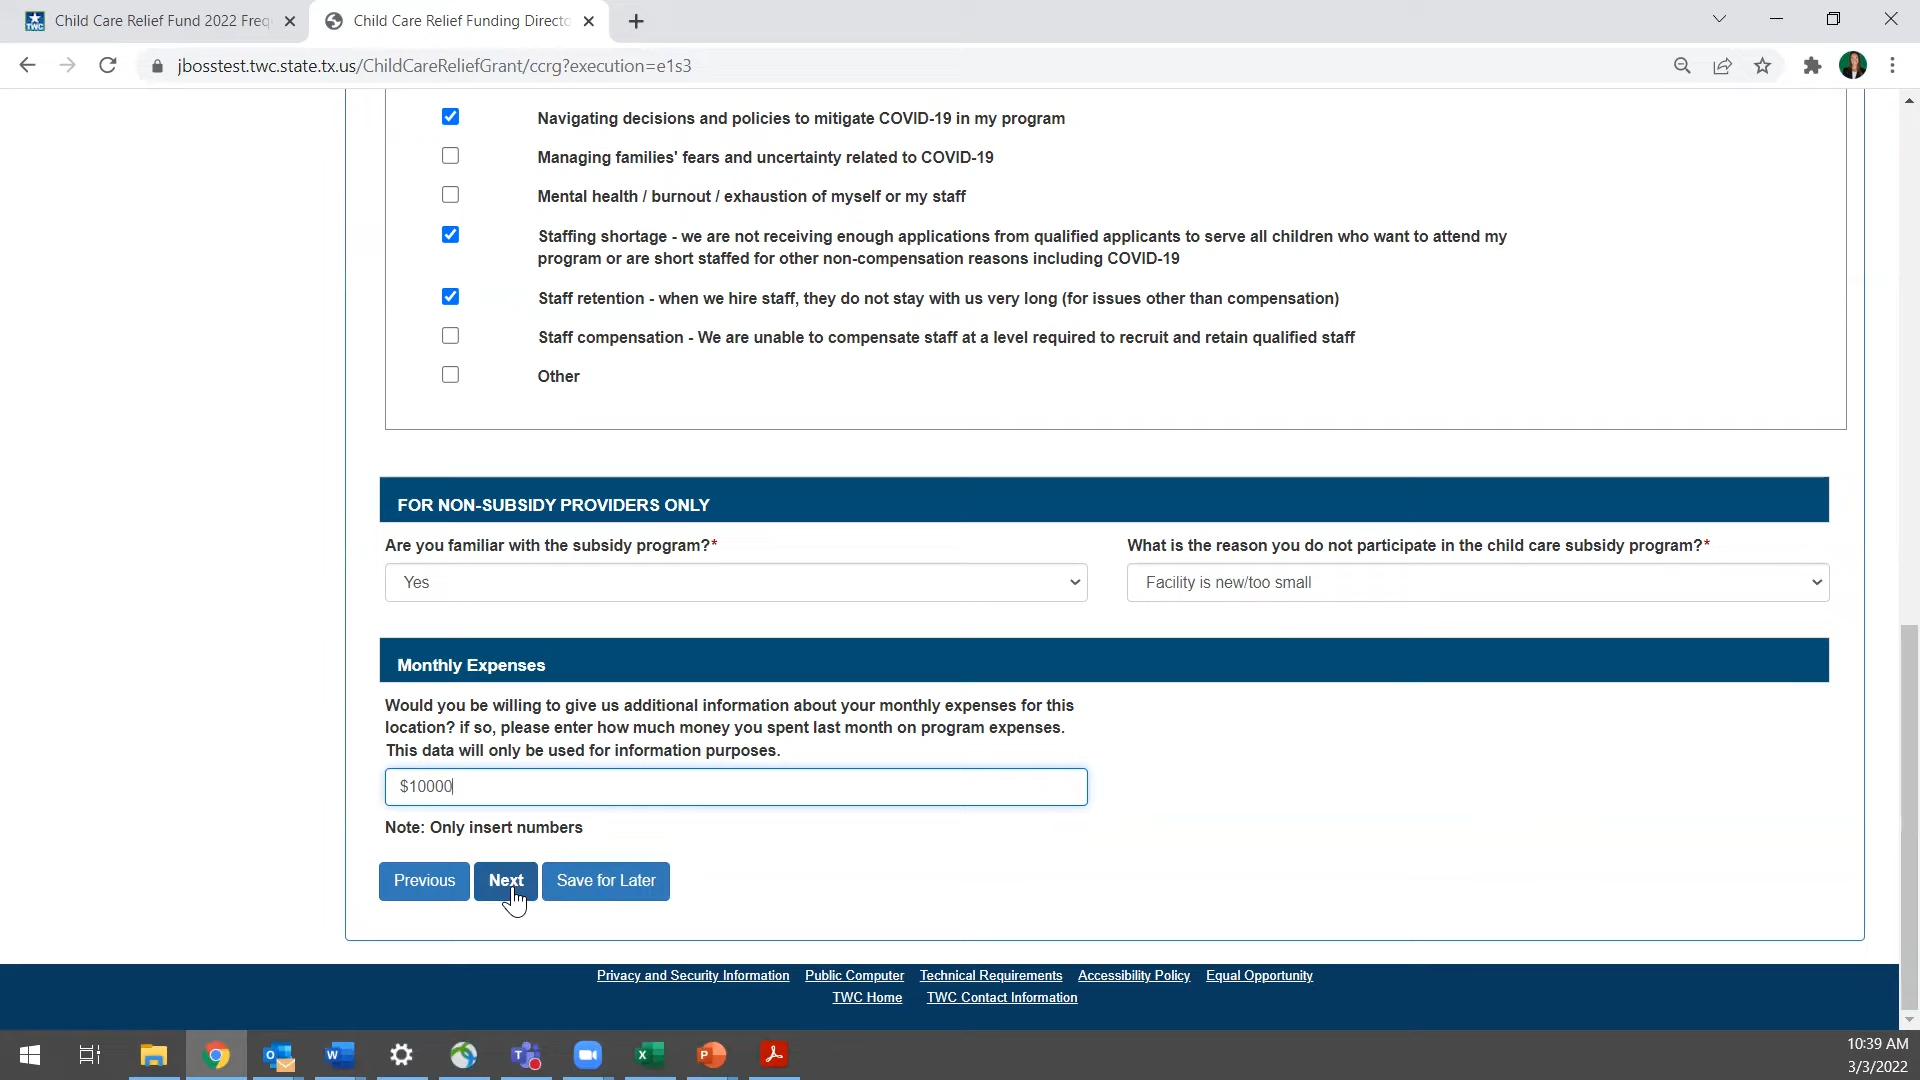 Child Care Relief Fund 2022 Freq
Child Care Relief Funding Directo
jbosstest.twc.state.tx.us/ChildCareReliefGrant/ccrg?execution=e1s3
Navigating decisions and policies to mitigate COVID-19 in my program
Managing families' fears and uncertainty related to COVID-19
Mental health / burnout / exhaustion of myself or my staff
Staffing shortage - we are not receiving enough applications from qualified applicants to serve all children who want to attend my
program or are short staffed for other non-compensation reasons including COVID-19
Staff retention - when we hire staff, they do not stay with us very long (for issues other than compensation)
Staff compensation - We are unable to compensate staff at a level required to recruit and retain qualified staff
Other
FOR NON-SUBSIDY PROVIDERS ONLY
Are you familiar with the subsidy program?*
What is the reason you do not participate in the child care subsidy program?*
Yes
Facility is new/too small
Monthly Expenses
Would you be willing to give us additional information about your monthly expenses for this
location? if so, please enter how much money you spent last month on program expenses.
This data will only be used for information purposes.
$10000
Note: Only insert numbers
Previous
Next
Save for Later
Privacy and Security Information
Public Computer
Technical Requirements
Accessibility Policy
Equal Opportunity
TWC Home
TWC Contact Information
10:39 AM
3/3/2022